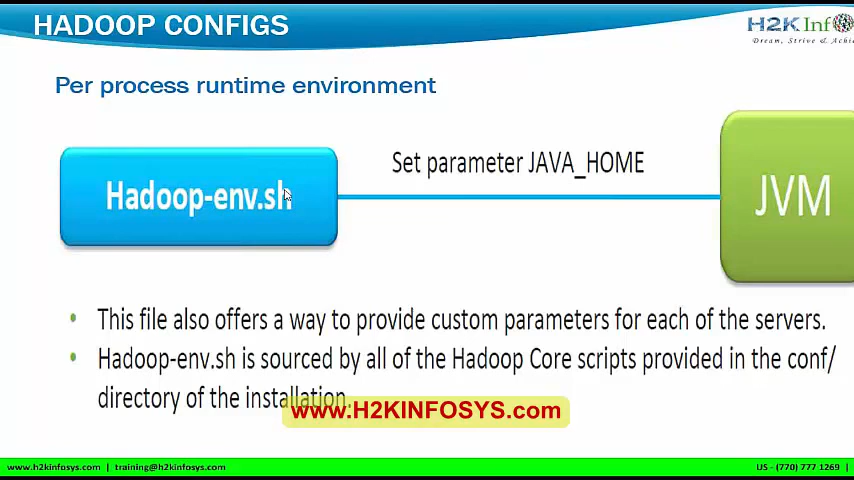 HADOOP CONFIGS
H2K Info
Dream, Strive & Achie
Per process runtime environment
Set parameter JAVA_HOME
Hadoop-env.sh
JVM
• This file also offers a way to provide custom parameters for each of the servers.
• Hadoop-env.sh is sourced by all of the Hadoop Core scripts provided in the conf/
directory of the installation.
www.H2KINFOSYS.com
www.h2kinfosys.com | training@h2kinfosys.com
US - (770) 777 1269 |